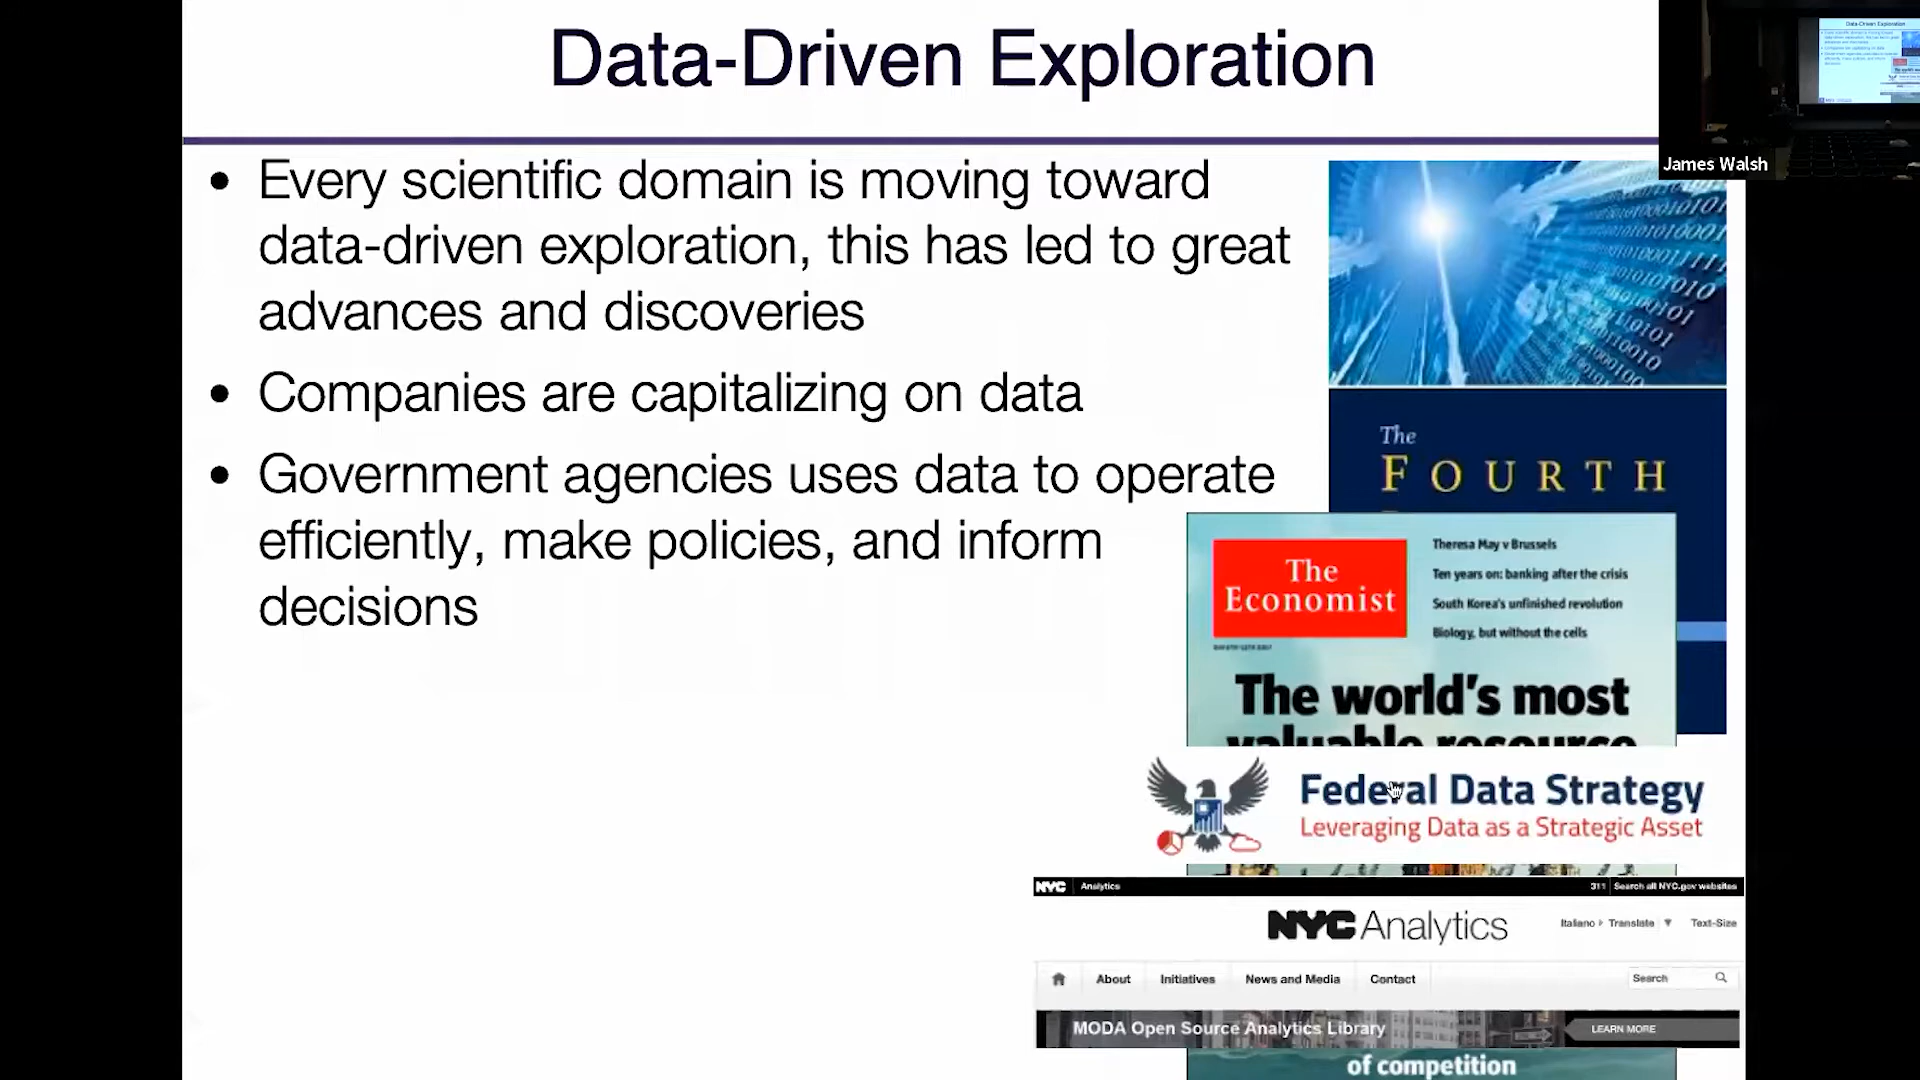 Data-Driven Exploration
James Walsh
• Every scientific domain is moving toward
data-driven exploration, this has led to great
advances and discoveries
• Companies are capitalizing on data
• Government agencies uses data to operate
efficiently, make policies, and inform
decisions
The
FOURTH
The
Economist
Theresa May v Brussels
Ten years on: banking after the crisis
South Korea's unfinished revolution
Biology, but without the cells
The world's most
valuable resource
Federal Data Strategy
Leveraging Data as a Strategic Asset
NYC Analytics 311 Search all NYC.gov websites
NYC Analytics
Italiano Translate ▼ Text-Size
About Initiatives News and Media Contact Search
MODA Open Source Analytics Library LEARN MORE
of competition